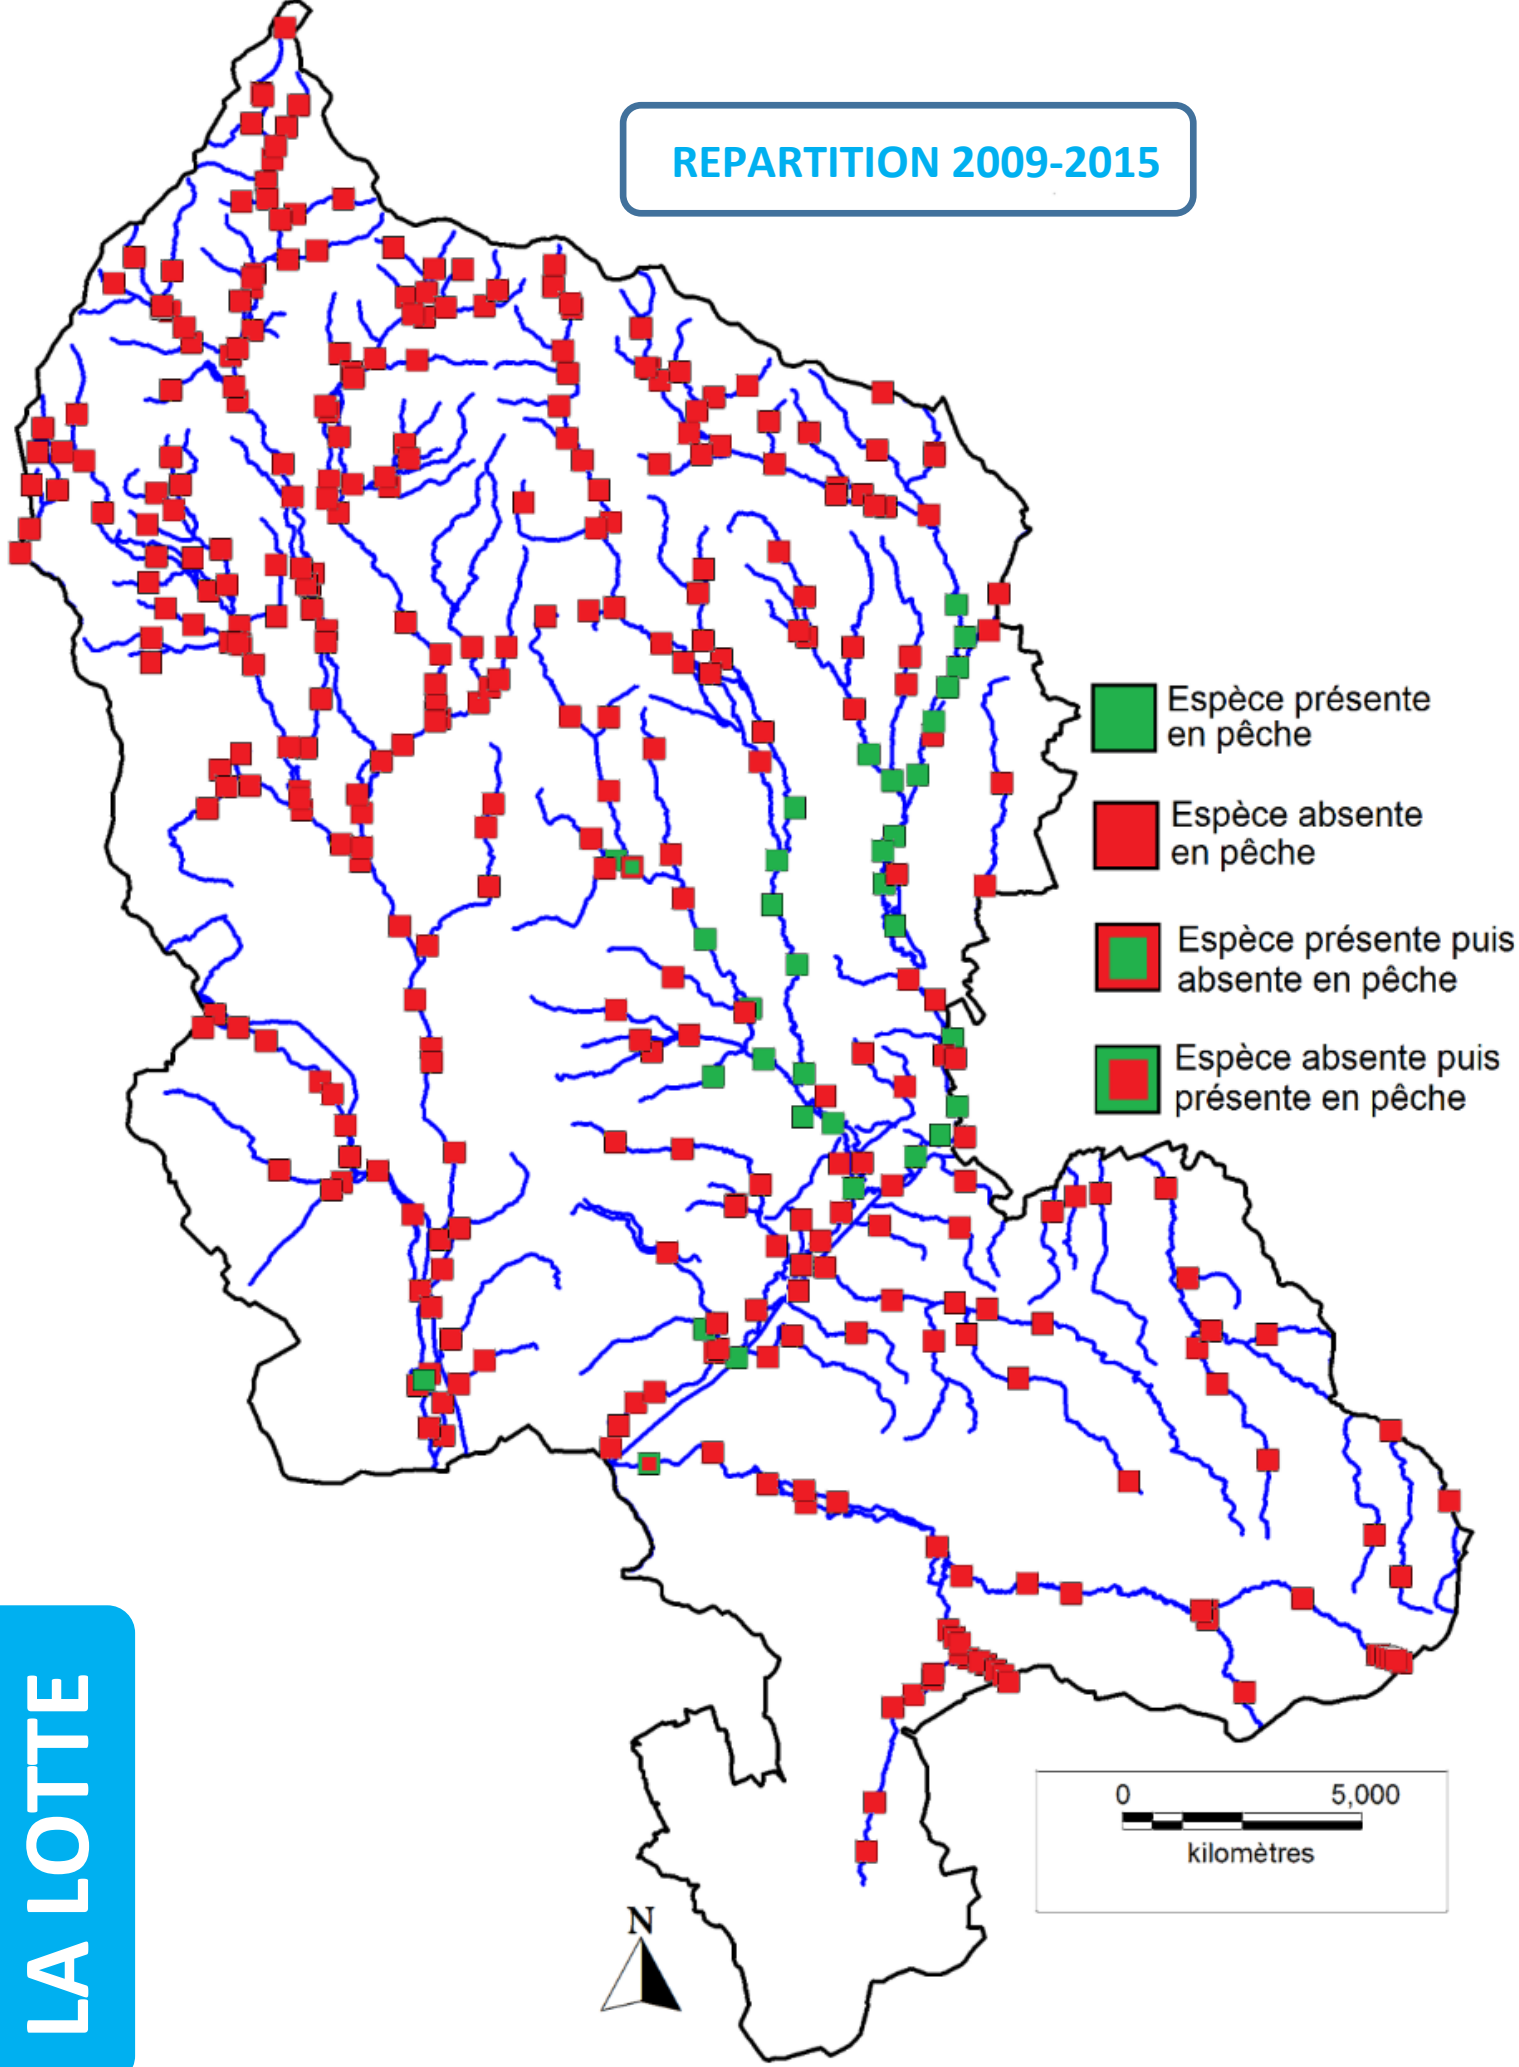 REPARTITION 2009-2015
Espèce présente
en pêche
Espèce absente
en pêche
Espèce présente puis
absente en pêche
Espèce absente puis
présente en pêche
0 5,000
kilomètres
N
LA LOTTE